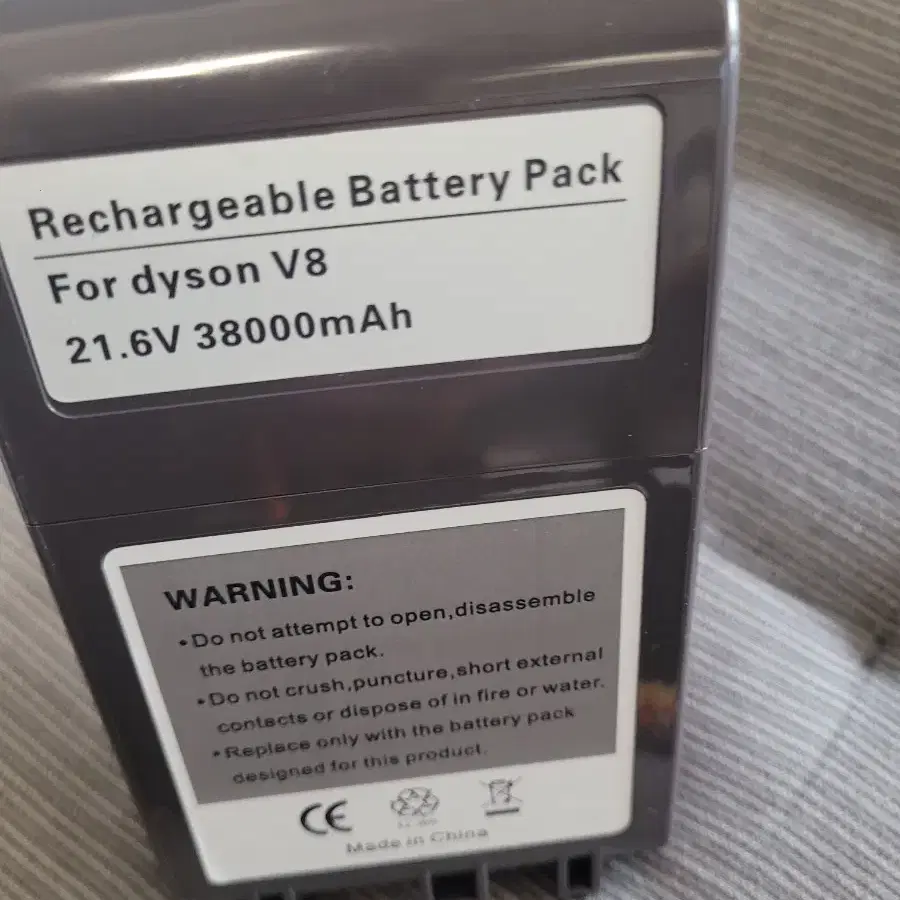 Rechargeable Battery Pack
For dyson V8
21.6V 38000mAh
WARNING:
•Do not attempt to open,disassemble
the battery pack.
•Do not crush,puncture,short external
contacts or dispose of in fire or water.
•Replace only with the battery pack
designed for this product.
CE
Made in China